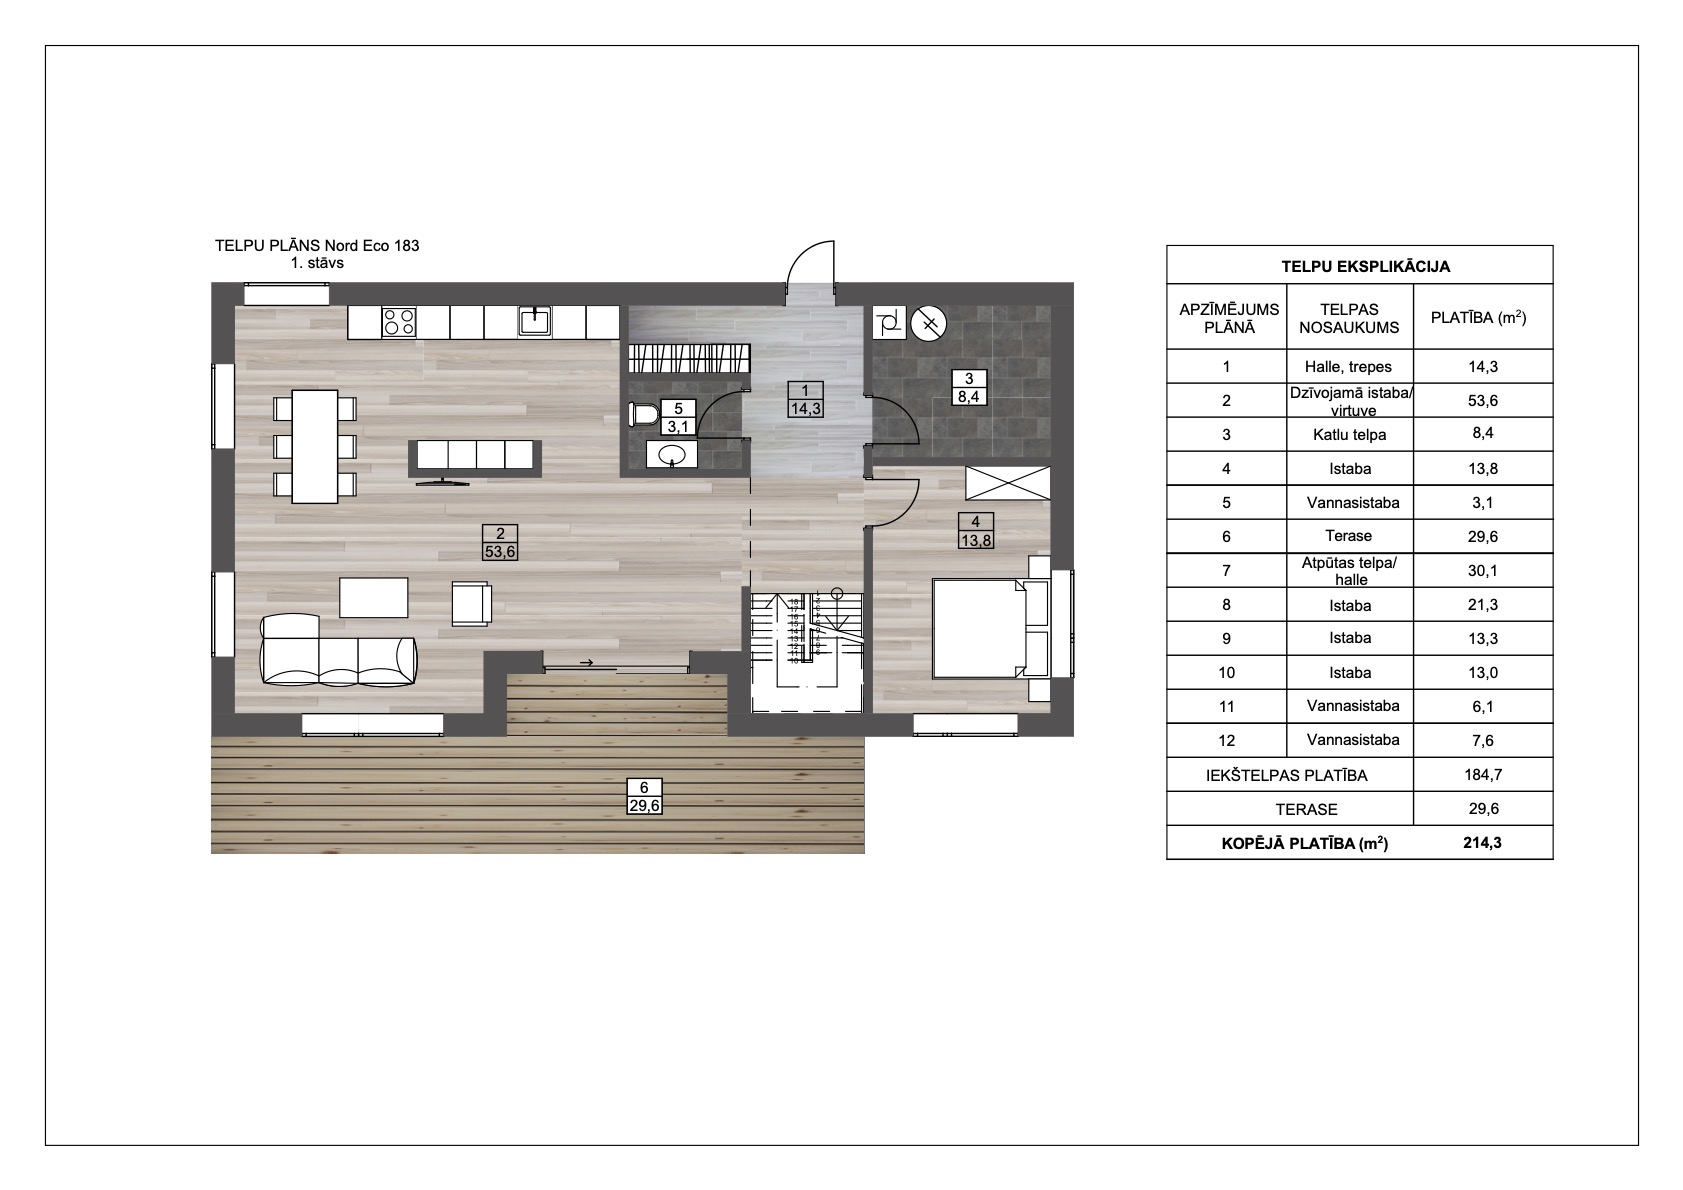 TELPU PLĀNS Nord Eco 183
1. stāvs
1
14,3
3
8,4
5
3,1
2
53,6
4
13,8
6
29,6
TELPU EKSPLIKĀCIJA
APZĪMĒJUMS PLĀNĀ TELPAS NOSAUKUMS PLATĪBA (m²)
1 Halle, trepes 14,3
2 Dzīvojamā istaba/ virtuve 53,6
3 Katlu telpa 8,4
4 Istaba 13,8
5 Vannasistaba 3,1
6 Terase 29,6
7 Atpūtas telpa/ halle 30,1
8 Istaba 21,3
9 Istaba 13,3
10 Istaba 13,0
11 Vannasistaba 6,1
12 Vannasistaba 7,6
IEKŠTELPAS PLATĪBA 184,7
TERASE 29,6
KOPĒJĀ PLATĪBA (m²) 214,3